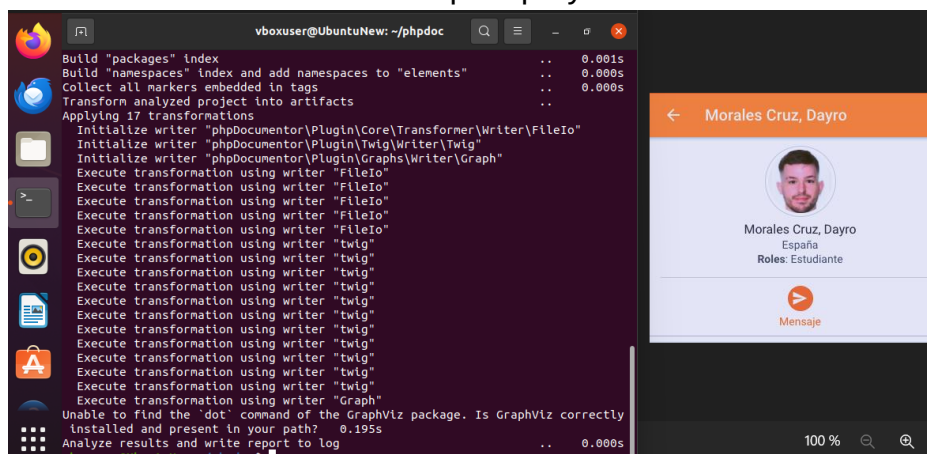 vboxuser@UbuntuNew: ~/phpdoc
Build "packages" index .. 0.001s
Build "namespaces" index and add namespaces to "elements" .. 0.000s
Collect all markers embedded in tags .. 0.000s
Transform analyzed project into artifacts ..
Applying 17 transformations
Initialize writer "phpDocumentor\Plugin\Core\Transformer\Writer\FileIo"
Initialize writer "phpDocumentor\Plugin\Twig\Writer\Twig"
Initialize writer "phpDocumentor\Plugin\Graphs\Writer\Graph"
Execute transformation using writer "FileIo"
Execute transformation using writer "FileIo"
Execute transformation using writer "FileIo"
Execute transformation using writer "FileIo"
Execute transformation using writer "FileIo"
Execute transformation using writer "twig"
Execute transformation using writer "twig"
Execute transformation using writer "twig"
Execute transformation using writer "twig"
Execute transformation using writer "twig"
Execute transformation using writer "twig"
Execute transformation using writer "twig"
Execute transformation using writer "twig"
Execute transformation using writer "twig"
Execute transformation using writer "twig"
Execute transformation using writer "twig"
Execute transformation using writer "Graph"
Unable to find the `dot` command of the GraphViz package. Is GraphViz correctly
installed and present in your path? 0.195s
Analyze results and write report to log .. 0.000s
Morales Cruz, Dayro
Morales Cruz, Dayro
España
Roles: Estudiante
Mensaje
100 %